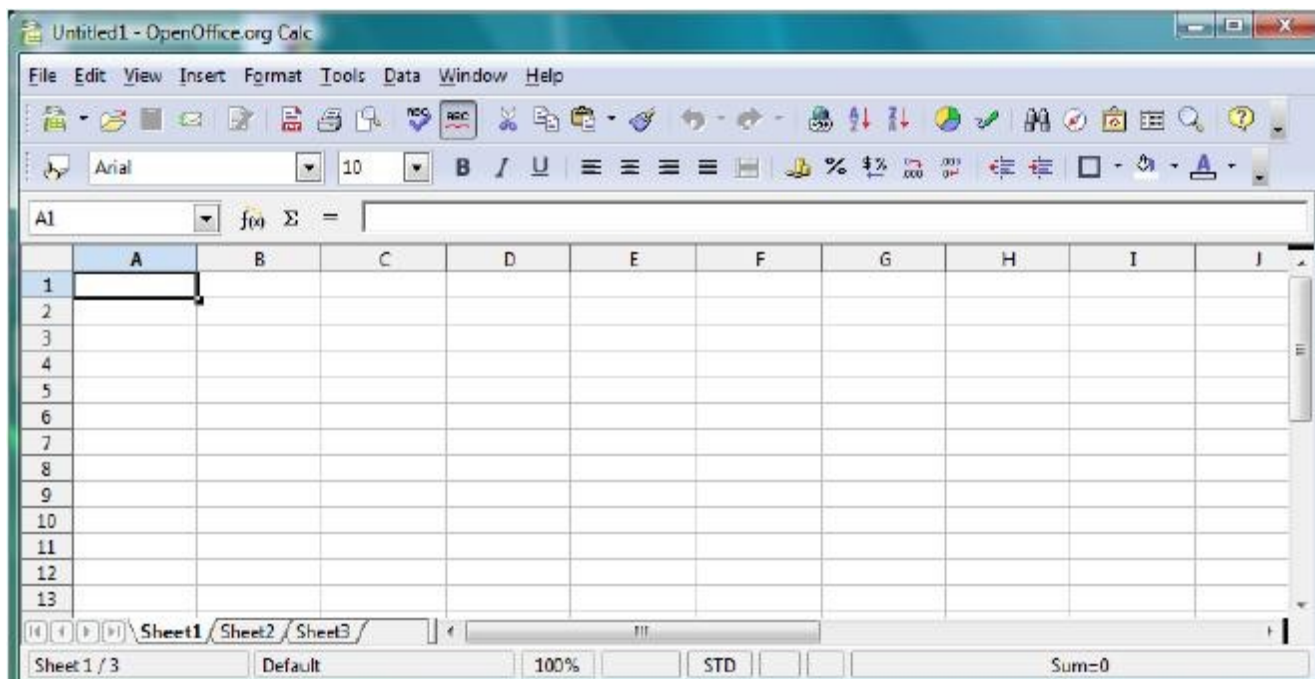 Untitled1 - OpenOffice.org Calc
File Edit View Insert Format Tools Data Window Help
Arial 10 B I U
A1 f(x) Σ =
A B C D E F G H I J
1
2
3
4
5
6
7
8
9
10
11
12
13
Sheet1 Sheet2 Sheet3
Sheet 1 / 3 Default 100% STD Sum=0